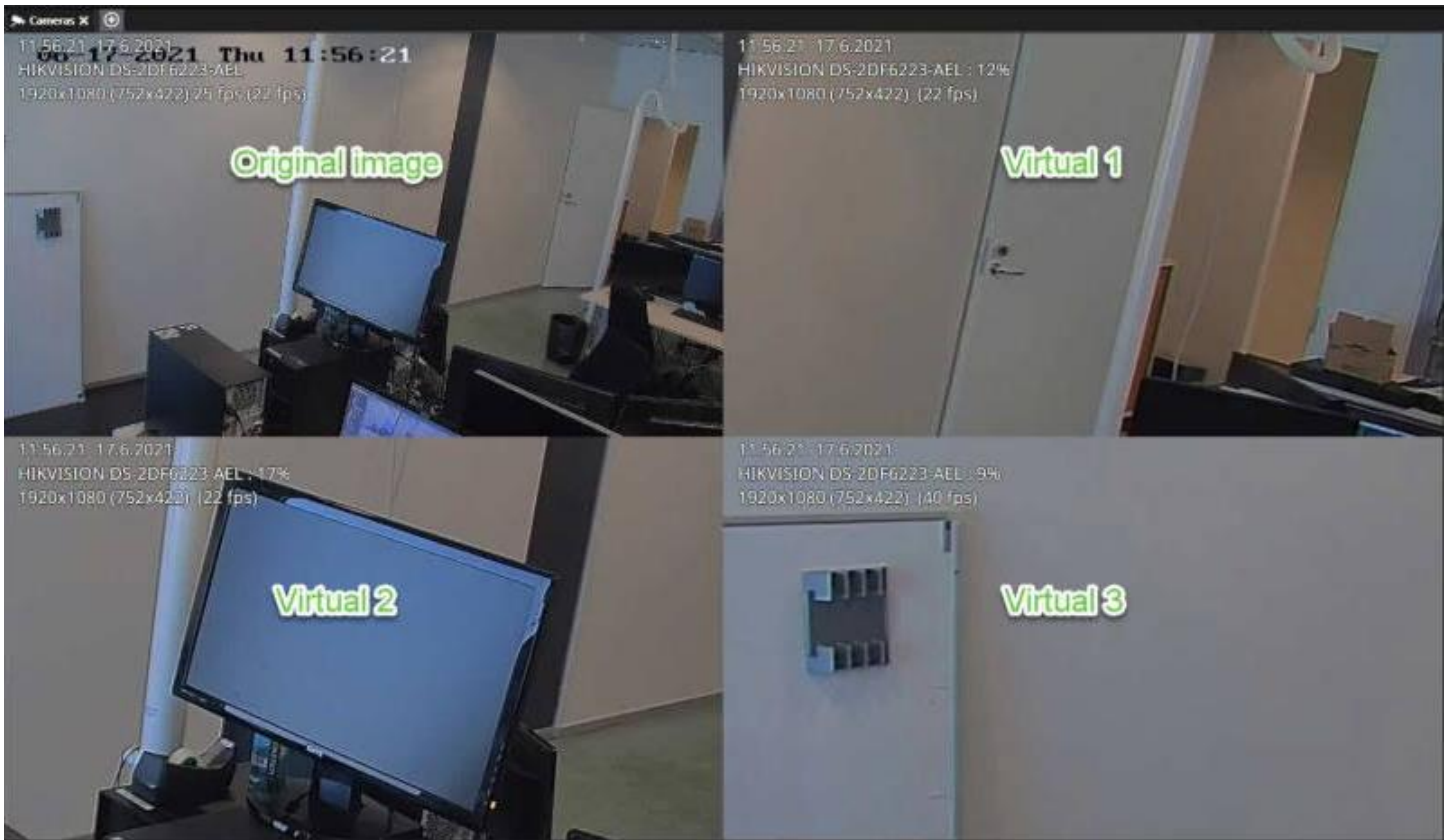 Cameras
11:56:21 17.6.2021
06-17-2021 Thu 11:56:21
HIKVISION DS-2DF6223-AEL
1920x1080 (752x422) 25 fps (22 fps)
Original image
11:56:21 17.6.2021
HIKVISION DS-2DF6223-AEL : 12%
1920x1080 (752x422) (22 fps)
Virtual 1
11:56:21 17.6.2021
HIKVISION DS-2DF6223-AEL : 17%
1920x1080 (752x422) (22 fps)
Virtual 2
11:56:21 17.6.2021
HIKVISION DS-2DF6223-AEL : 9%
1920x1080 (752x422) (40 fps)
Virtual 3